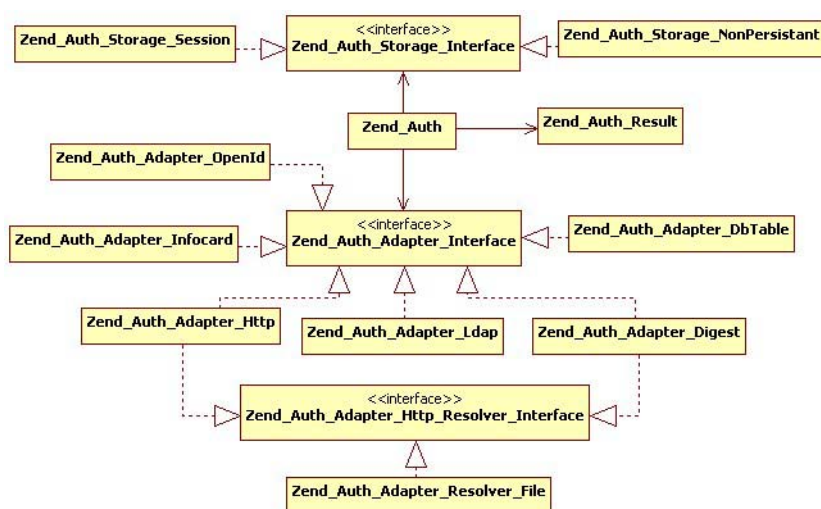 <<interface>>
Zend_Auth_Storage_Interface
Zend_Auth_Storage_Session
Zend_Auth_Storage_NonPersistant
Zend_Auth
Zend_Auth_Result
Zend_Auth_Adapter_OpenId
<<interface>>
Zend_Auth_Adapter_Interface
Zend_Auth_Adapter_Infocard
Zend_Auth_Adapter_DbTable
Zend_Auth_Adapter_Http
Zend_Auth_Adapter_Ldap
Zend_Auth_Adapter_Digest
<<interface>>
Zend_Auth_Adapter_Http_Resolver_Interface
Zend_Auth_Adapter_Resolver_File